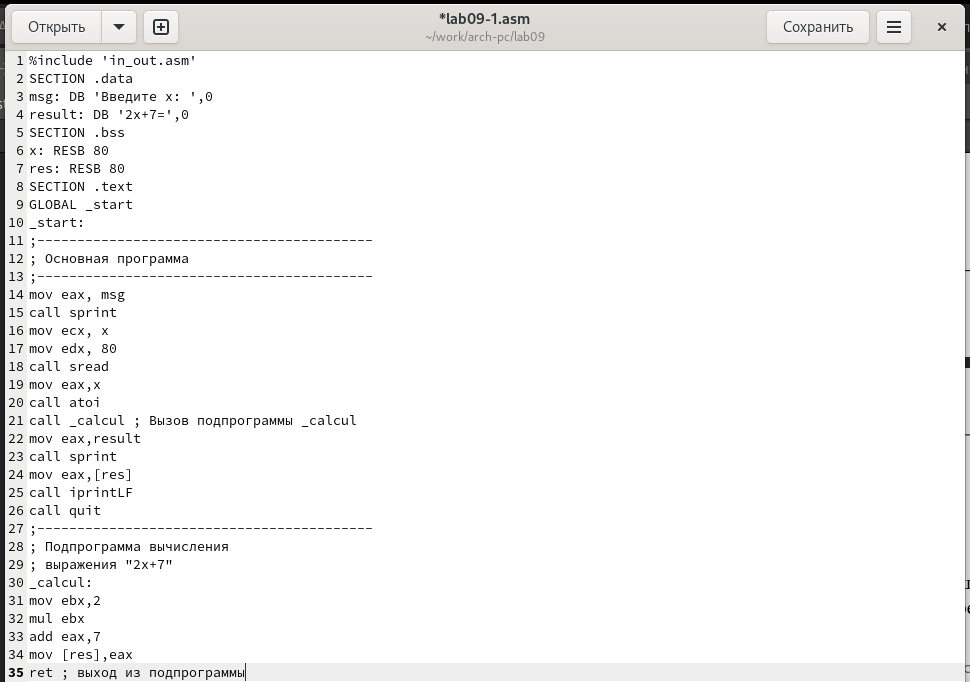 Открыть
*lab09-1.asm
~/work/arch-pc/lab09
Сохранить
1 %include 'in_out.asm'
2 SECTION .data
3 msg: DB 'Введите x: ',0
4 result: DB '2x+7=',0
5 SECTION .bss
6 x: RESB 80
7 res: RESB 80
8 SECTION .text
9 GLOBAL _start
10 _start:
11 ;------------------------------------------
12 ; Основная программа
13 ;------------------------------------------
14 mov eax, msg
15 call sprint
16 mov ecx, x
17 mov edx, 80
18 call sread
19 mov eax,x
20 call atoi
21 call _calcul ; Вызов подпрограммы _calcul
22 mov eax,result
23 call sprint
24 mov eax,[res]
25 call iprintLF
26 call quit
27 ;------------------------------------------
28 ; Подпрограмма вычисления
29 ; выражения "2x+7"
30 _calcul:
31 mov ebx,2
32 mul ebx
33 add eax,7
34 mov [res],eax
35 ret ; выход из подпрограммы